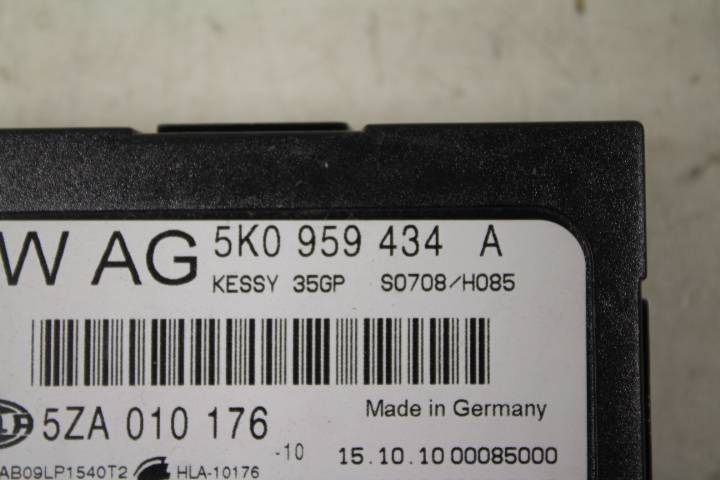 W AG 5K0 959 434 A
KESSY 35GP S0708/H085
5ZA 010 176 -10
Made in Germany
15.10.10 00085000
AB09LP1540T2 HLA-10176